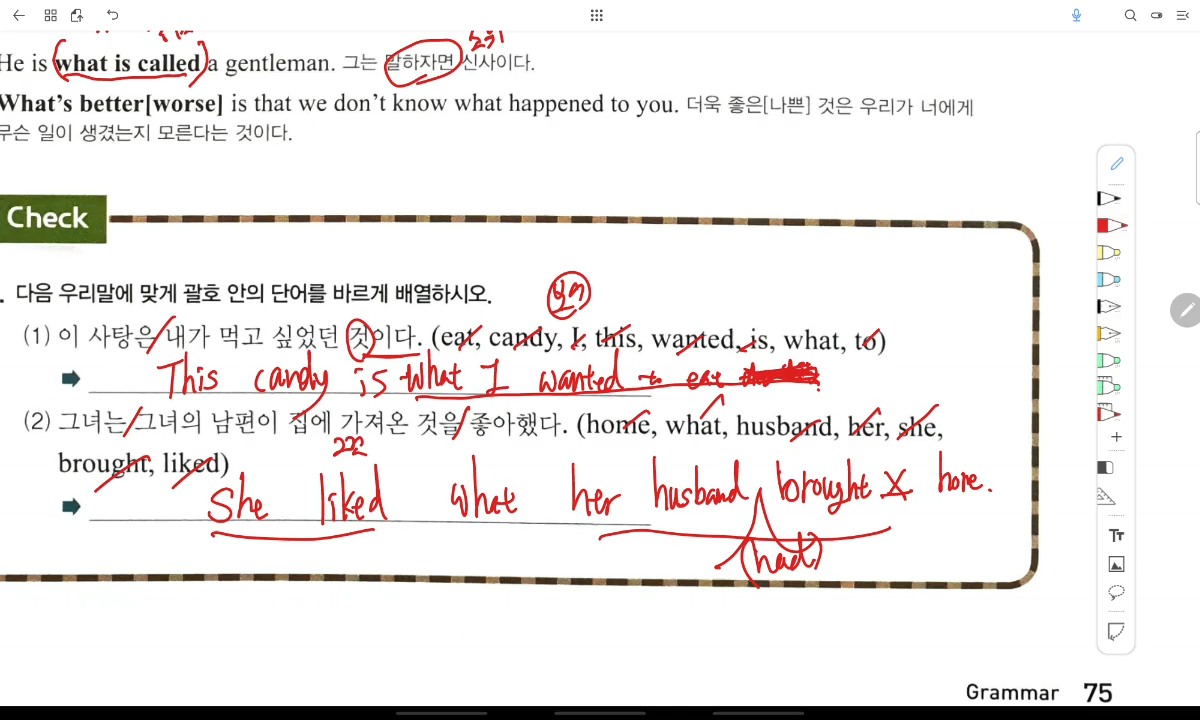 He is what is called a gentleman. 그는 말하자면 신사이다.
What's better[worse] is that we don't know what happened to you. 더욱 좋은[나쁜] 것은 우리가 너에게
무슨 일이 생겼는지 모른다는 것이다.
Check
. 다음 우리말에 맞게 괄호 안의 단어를 바르게 배열하시오.
보어
(1) 이 사탕은 내가 먹고 싶었던 것이다. (eat, candy, I, this, wanted, is, what, to)
This candy is what I wanted to eat
(2) 그녀는 그녀의 남편이 집에 가져온 것을 좋아했다. (home, what, husband, her, she,
brought, liked)
She liked what her husband brought X home.
(had)
Grammar 75